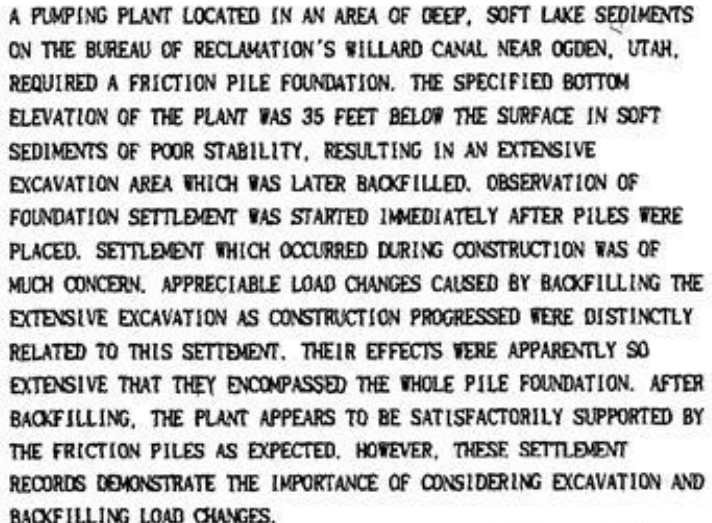 A PUMPING PLANT LOCATED IN AN AREA OF DEEP, SOFT LAKE SEDIMENTS
ON THE BUREAU OF RECLAMATION'S WILLARD CANAL NEAR OGDEN, UTAH,
REQUIRED A FRICTION PILE FOUNDATION. THE SPECIFIED BOTTOM
ELEVATION OF THE PLANT WAS 35 FEET BELOW THE SURFACE IN SOFT
SEDIMENTS OF POOR STABILITY, RESULTING IN AN EXTENSIVE
EXCAVATION AREA WHICH WAS LATER BACKFILLED. OBSERVATION OF
FOUNDATION SETTLEMENT WAS STARTED IMMEDIATELY AFTER PILES WERE
PLACED. SETTLEMENT WHICH OCCURRED DURING CONSTRUCTION WAS OF
MUCH CONCERN. APPRECIABLE LOAD CHANGES CAUSED BY BACKFILLING THE
EXTENSIVE EXCAVATION AS CONSTRUCTION PROGRESSED WERE DISTINCTLY
RELATED TO THIS SETTEMENT. THEIR EFFECTS WERE APPARENTLY SO
EXTENSIVE THAT THEY ENCOMPASSED THE WHOLE PILE FOUNDATION. AFTER
BACKFILLING, THE PLANT APPEARS TO BE SATISFACTORILY SUPPORTED BY
THE FRICTION PILES AS EXPECTED. HOWEVER, THESE SETTLEMENT
RECORDS DEMONSTRATE THE IMPORTANCE OF CONSIDERING EXCAVATION AND
BACKFILLING LOAD CHANGES.